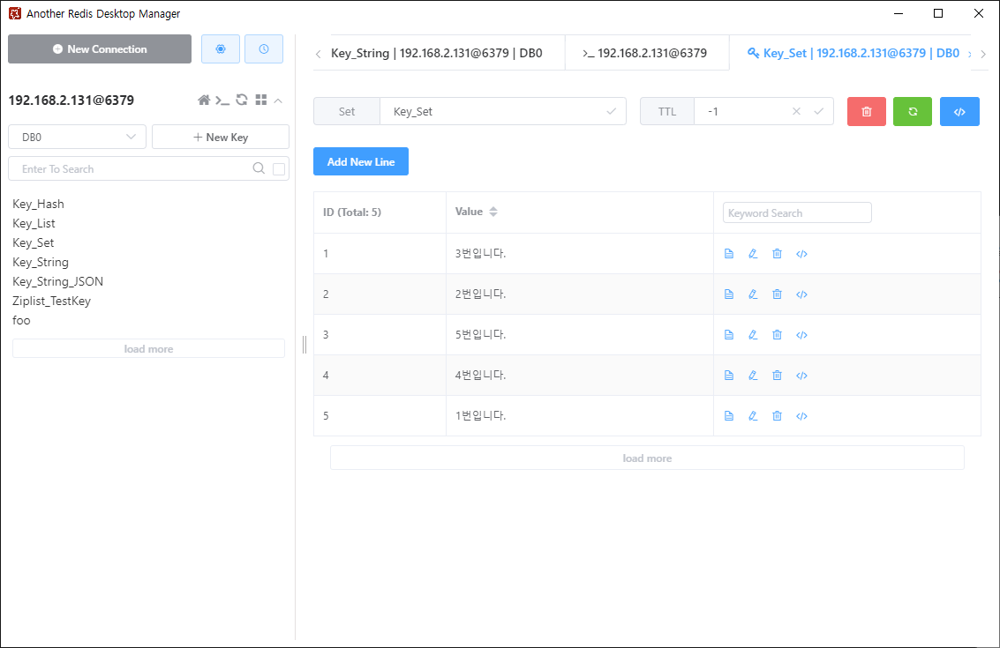 Another Redis Desktop Manager
New Connection
192.168.2.131@6379
DB0
New Key
Enter To Search
Key_Hash
Key_List
Key_Set
Key_String
Key_String_JSON
Ziplist_TestKey
foo
load more
Key_String | 192.168.2.131@6379 | DB0
>_ 192.168.2.131@6379
Key_Set | 192.168.2.131@6379 | DB0
Set Key_Set
TTL -1
Add New Line
ID (Total: 5) Value Keyword Search
1 3번입니다.
2 2번입니다.
3 5번입니다.
4 4번입니다.
5 1번입니다.
load more